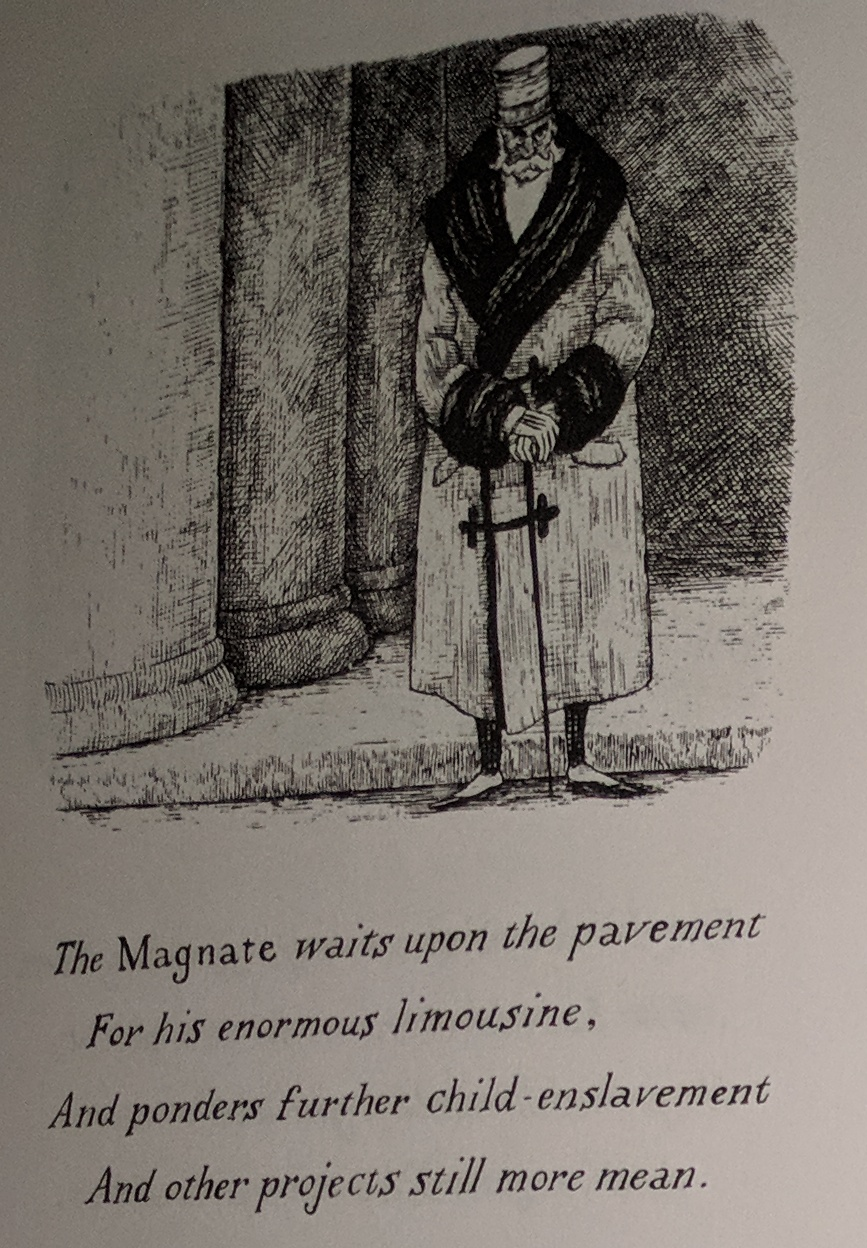 The Magnate waits upon the pavement
For his enormous limousine,
And ponders further child-enslavement
And other projects still more mean.